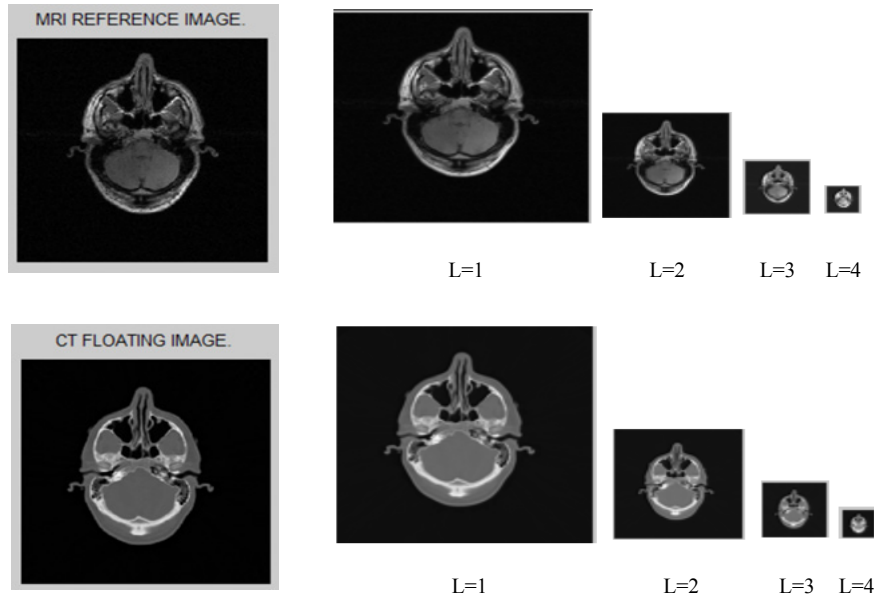 MRI REFERENCE IMAGE.
L=1 L=2 L=3 L=4
CT FLOATING IMAGE.
L=1 L=2 L=3 L=4